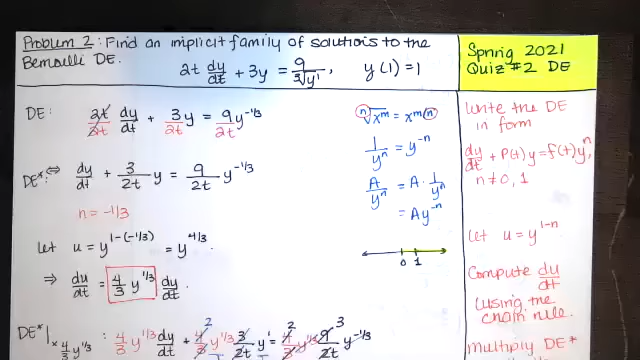 Problem 2: Find an implicit family of solutions to the
Bernoulli DE. 2t dy/dt + 3y = 9/∛y, y(1) = 1
Spring 2021
Quiz #2 DE
DE: 2t/2t dy/dt + 3y/2t = 9y^-1/3/2t
DE*: ⇔ dy/dt + 3/2t y = 9/2t y^-1/3
n = -1/3
Let u = y^1-(-1/3) = y^4/3.
⇒ du/dt = 4/3 y^1/3 dy/dt.
DE*|× 4/3 y^1/3 : 4/3 y^1/3 dy/dt + 4/3 y^1/3 3/2t y^1 = 4/3 y^1/3 9/2t y^-1/3
ⁿ√x^m = x^m/n
1/y^n = y^-n
A/y^n = A · 1/y^n
= Ay^-n
0 1
Write the DE
in form
dy/dt + P(t)y = f(t)y^n,
n ≠ 0, 1
Let u = y^1-n
Compute du/dt
(using the
chain rule.
Multiply DE*